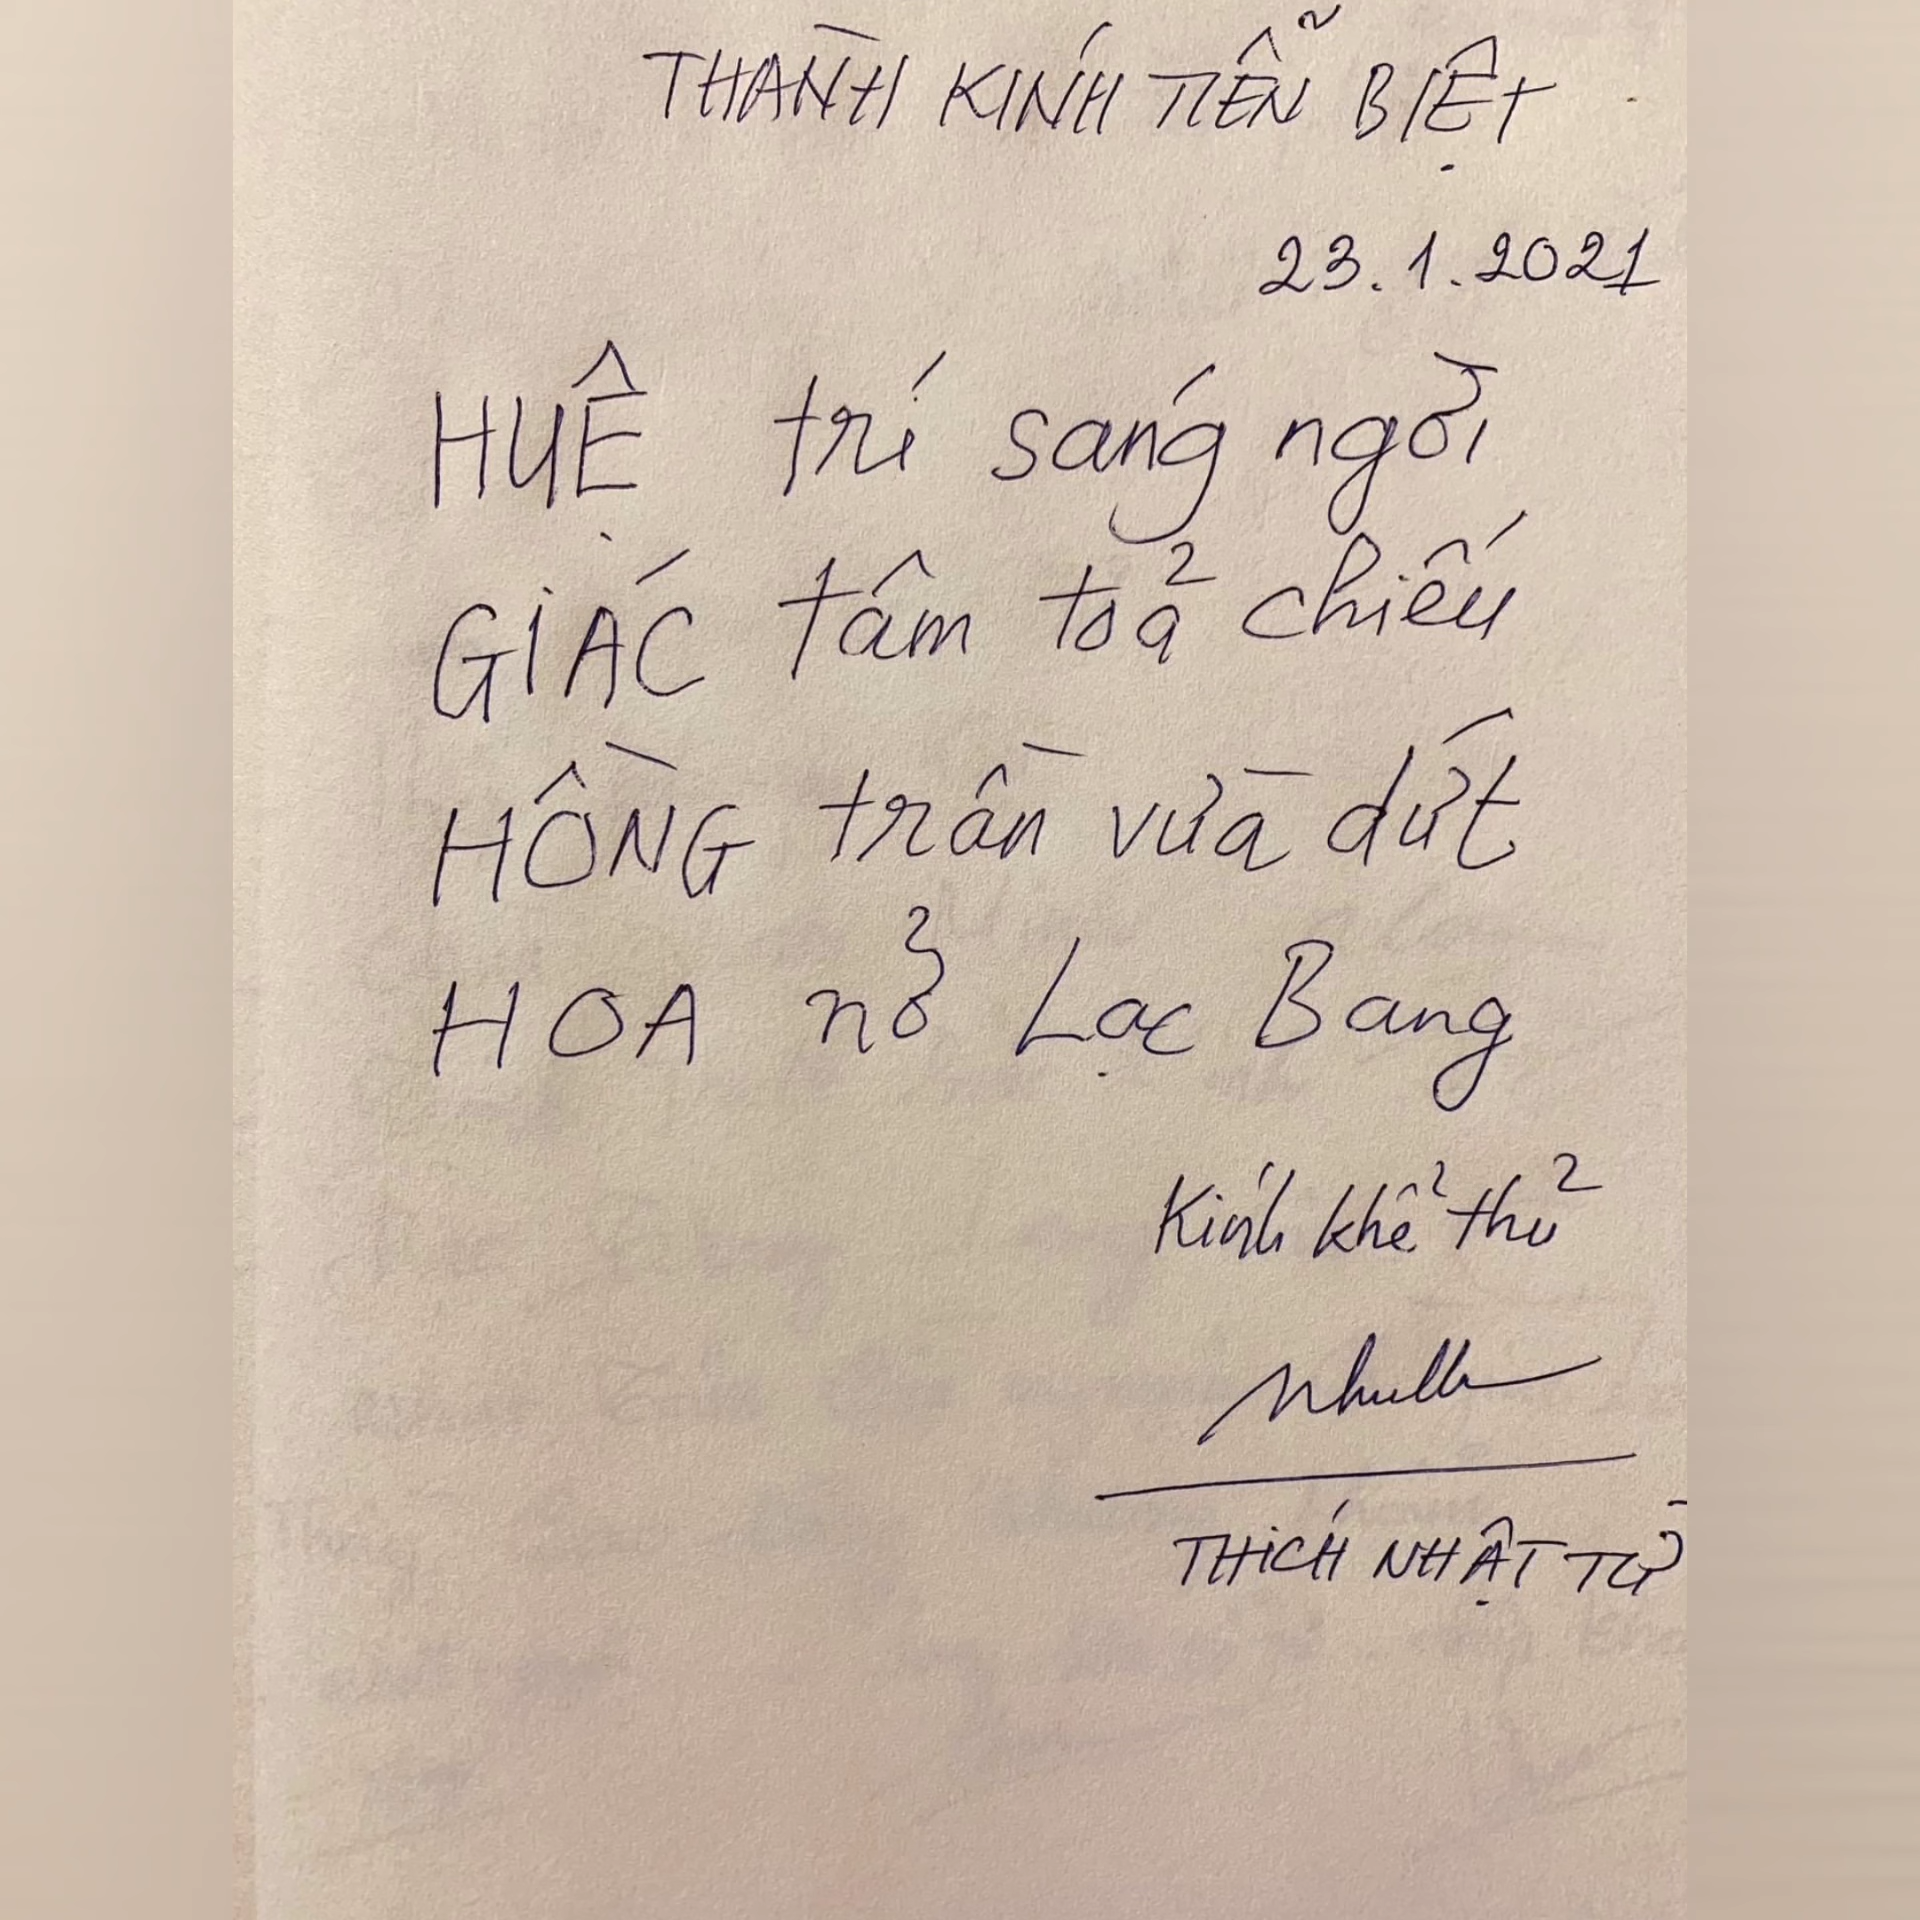 THÀNH KÍNH TIỄN BIỆT
23.1.2021
HUỆ trí sáng ngời
GIÁC tâm toả chiếu
HỒNG trần vừa dứt
HOA nở Lạc Bang
Kính khể thủ
THÍCH NHẬT TỪ